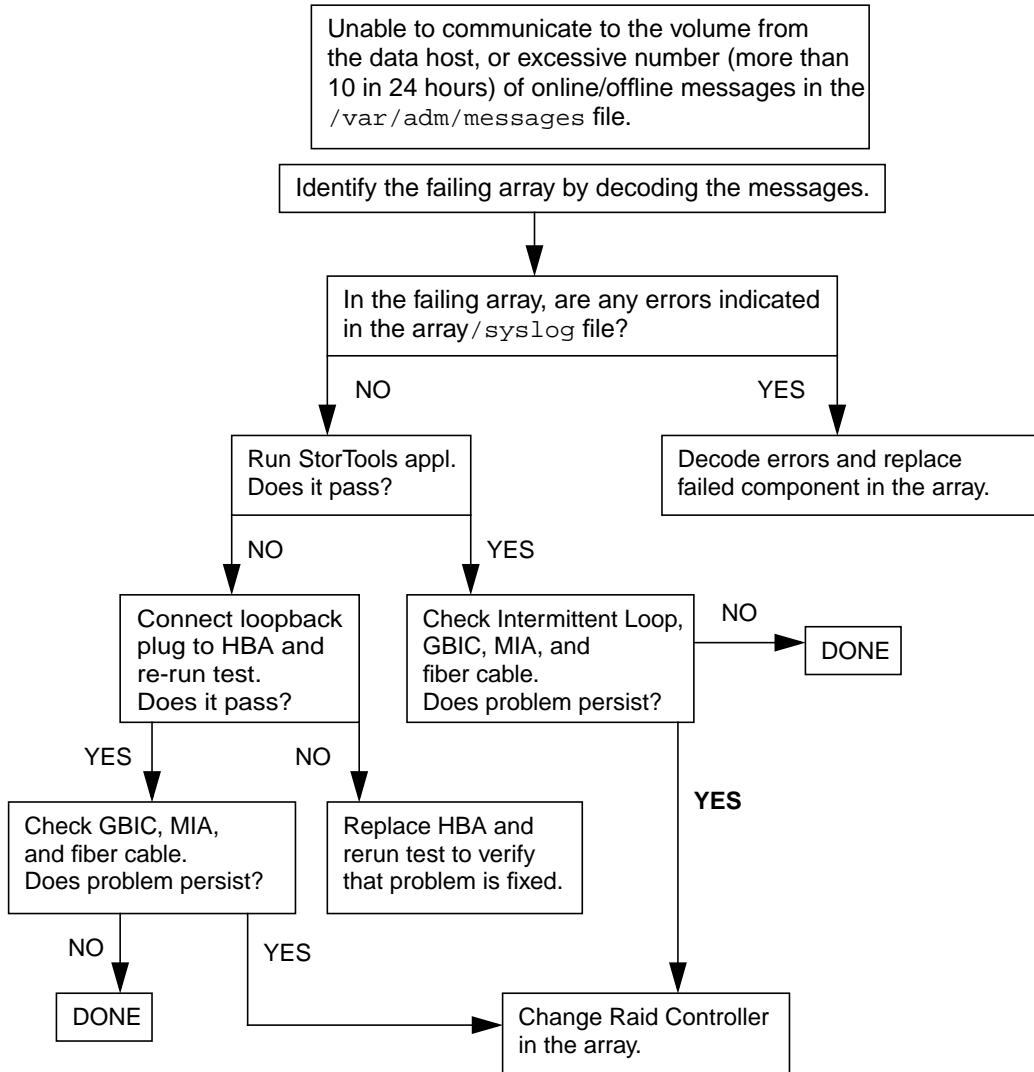 Unable to communicate to the volume from
the data host, or excessive number (more than
10 in 24 hours) of online/offline messages in the
/var/adm/messages file.
Identify the failing array by decoding the messages.
In the failing array, are any errors indicated
in the array/syslog file?
NO
YES
Run StorTools appl.
Does it pass?
Decode errors and replace
failed component in the array.
NO
YES
Connect loopback
plug to HBA and
re-run test.
Does it pass?
Check Intermittent Loop,
GBIC, MIA, and
fiber cable.
Does problem persist?
NO
DONE
YES
NO
YES
Check GBIC, MIA,
and fiber cable.
Does problem persist?
Replace HBA and
rerun test to verify
that problem is fixed.
NO
YES
DONE
Change Raid Controller
in the array.